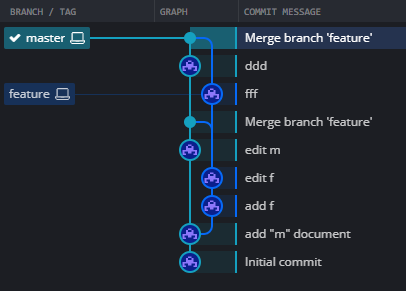 BRANCH / TAG GRAPH COMMIT MESSAGE
master Merge branch 'feature'
ddd
feature fff
Merge branch 'feature'
edit m
edit f
add f
add "m" document
Initial commit